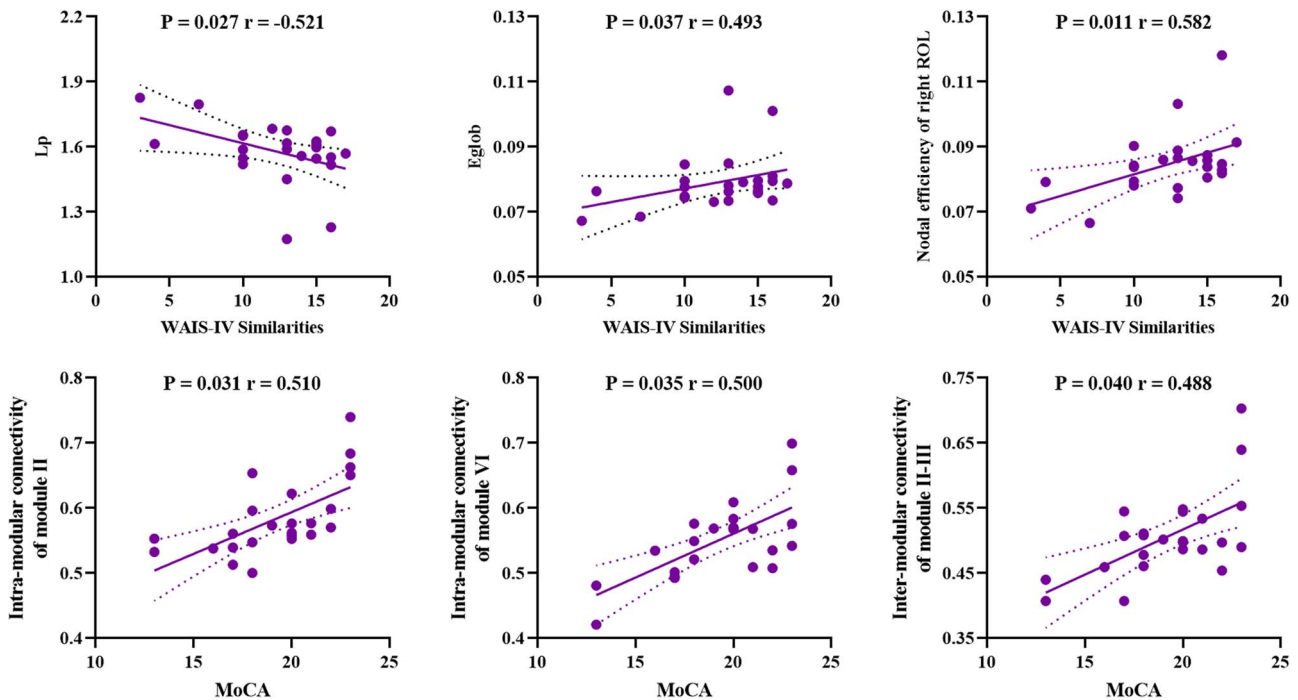 P = 0.027 r = -0.521
2.2
1.9
1.6
1.3
1.0
Lp
0
5
10
15
20
WAIS-IV Similarities
P = 0.037 r = 0.493
0.13
0.11
0.09
0.07
0.05
Eglob
0
5
10
15
20
WAIS-IV Similarities
P = 0.011 r = 0.582
0.13
0.11
0.09
0.07
0.05
Nodal efficiency of right ROL
0
5
10
15
20
WAIS-IV Similarities
P = 0.031 r = 0.510
0.8
0.7
0.6
0.5
0.4
Intra-modular connectivity
of module II
10
15
20
25
MoCA
P = 0.035 r = 0.500
0.8
0.7
0.6
0.5
0.4
Intra-modular connectivity
of module VI
10
15
20
25
MoCA
P = 0.040 r = 0.488
0.75
0.65
0.55
0.45
0.35
Inter-modular connectivity
of module II-III
10
15
20
25
MoCA